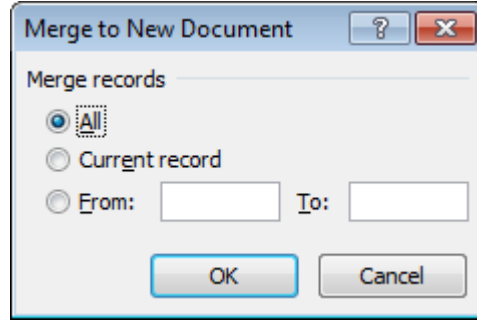 Merge to New Document ?
Merge records
All
Current record
From: To:
OK Cancel